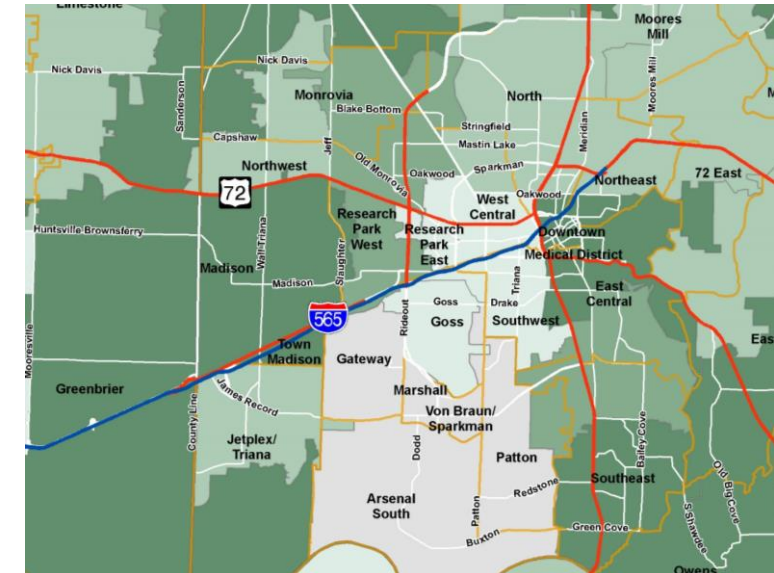 Limestone
Moores
Mill
Nick Davis
Nick Davis
Sanderson
Monrovia
Blake Bottom
North
Moores Mill
Stringfield
Meridian
Capshaw
Jeff
Mastin Lake
Old Monrovia
Sparkman
Oakwood
Northwest
72
72 East
Oakwood
Northeast
West
Central
Research
Park
West
Research
Park
East
Huntsville Brownsferry
Wall-Triana
Slaughter
Downtown
Medical District
Madison
Madison
Triana
East
Central
565
Goss
Drake
Rideout
Goss
Southwest
Mooresville
Town
Madison
Gateway
Greenbrier
Marshall
James Record
County Line
Von Braun/
Sparkman
Jetplex/
Triana
Dodd
Patton
Bailey Cove
Old Big Cove
Redstone
Southeast
Arsenal
South
Patton
S Shawdee
Green Cove
Buxton
Owens